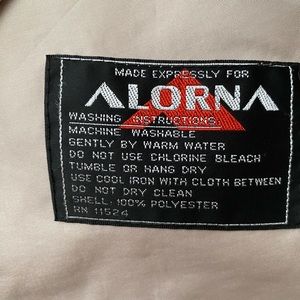 MADE EXPRESSLY FOR
ALORNA
WASHING INSTRUCTIONS
MACHINE WASHABLE
GENTLY BY WARM WATER
DO NOT USE CHLORINE BLEACH
TUMBLE OR HANG DRY
USE COOL IRON WITH CLOTH BETWEEN
DO NOT DRY CLEAN
SHELL: 100% POLYESTER
RN 11524